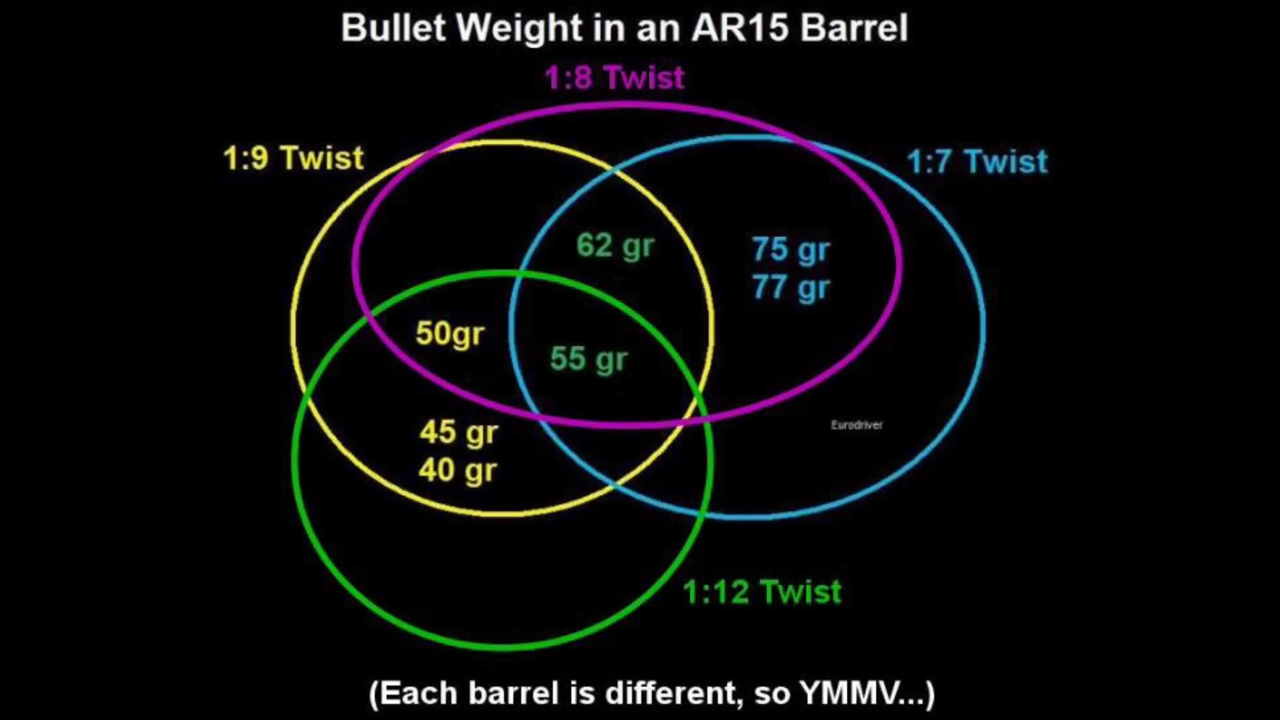 Bullet Weight in an AR15 Barrel
1:8 Twist
1:9 Twist
1:7 Twist
62 gr
75 gr
77 gr
50gr
55 gr
45 gr
40 gr
Eurodriver
1:12 Twist
(Each barrel is different, so YMMV...)